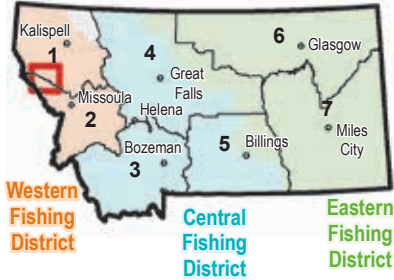 Kalispell
1
4
6
Glasgow
Great
Falls
Missoula
Helena
2
7
Miles
City
5
Billings
Bozeman
3
Western
Fishing
District
Central
Fishing
District
Eastern
Fishing
District